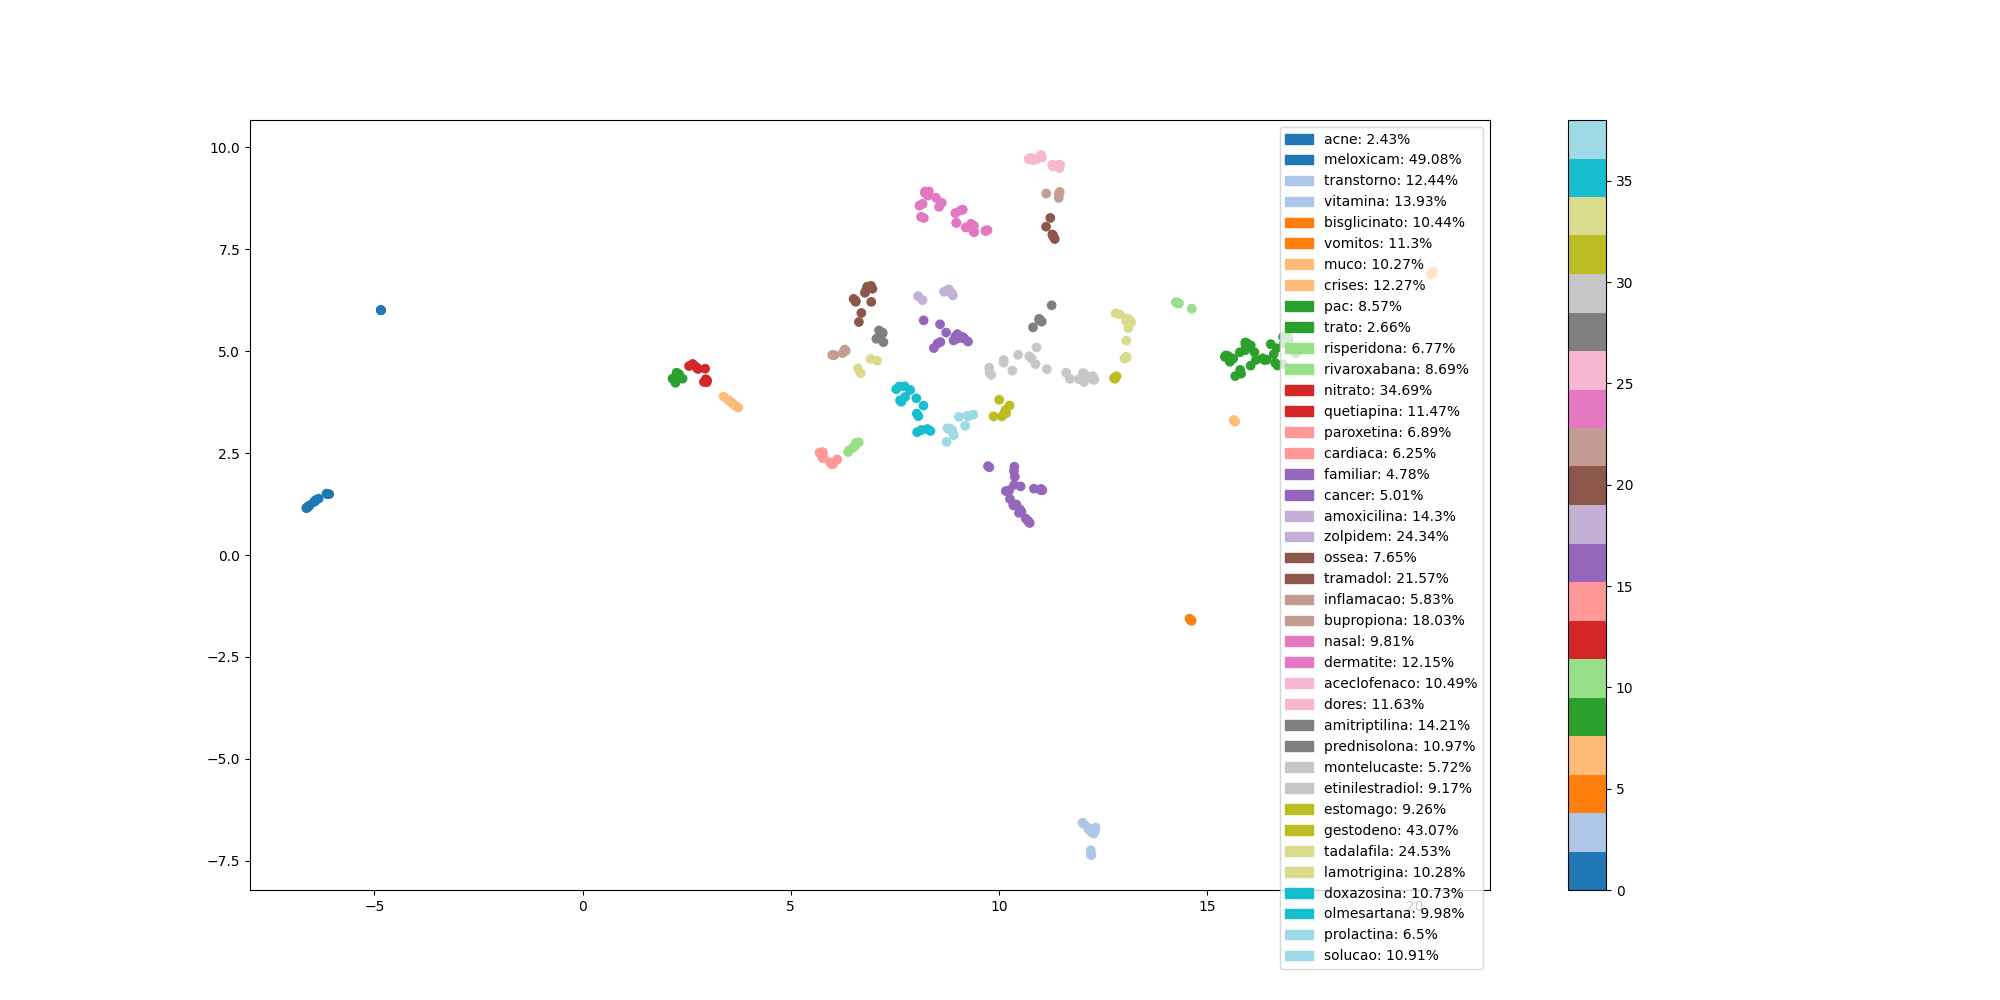 10.0
7.5
5.0
2.5
0.0
−2.5
−5.0
−7.5
−5
0
5
10
15
20
acne: 2.43%
meloxicam: 49.08%
transtorno: 12.44%
vitamina: 13.93%
bisglicinato: 10.44%
vomitos: 11.3%
muco: 10.27%
crises: 12.27%
pac: 8.57%
trato: 2.66%
risperidona: 6.77%
rivaroxabana: 8.69%
nitrato: 34.69%
quetiapina: 11.47%
paroxetina: 6.89%
cardiaca: 6.25%
familiar: 4.78%
cancer: 5.01%
amoxicilina: 14.3%
zolpidem: 24.34%
ossea: 7.65%
tramadol: 21.57%
inflamacao: 5.83%
bupropiona: 18.03%
nasal: 9.81%
dermatite: 12.15%
aceclofenaco: 10.49%
dores: 11.63%
amitriptilina: 14.21%
prednisolona: 10.97%
montelucaste: 5.72%
etinilestradiol: 9.17%
estomago: 9.26%
gestodeno: 43.07%
tadalafila: 24.53%
lamotrigina: 10.28%
doxazosina: 10.73%
olmesartana: 9.98%
prolactina: 6.5%
solucao: 10.91%
35
30
25
20
15
10
5
0